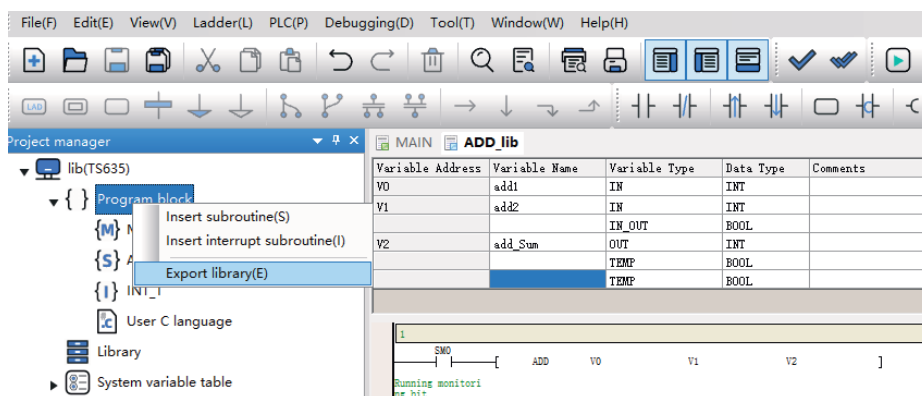 File(F) Edit(E) View(V) Ladder(L) PLC(P) Debugging(D) Tool(T) Window(W) Help(H)
LAD
Project manager
MAIN ADD_lib
lib(TS635)
Variable Address Variable Name Variable Type Data Type Comments
V0 add1 IN INT
Program block
V1 add2 IN INT
Insert subroutine(S)
{M}
IN_OUT BOOL
Insert interrupt subroutine(I)
V2 add_Sum OUT INT
{S} A
TEMP BOOL
Export library(E)
TEMP BOOL
{I} INT_1
.c User C language
1
Library
SM0
ADD V0 V1 V2
System variable table
Running monitori
ng bit